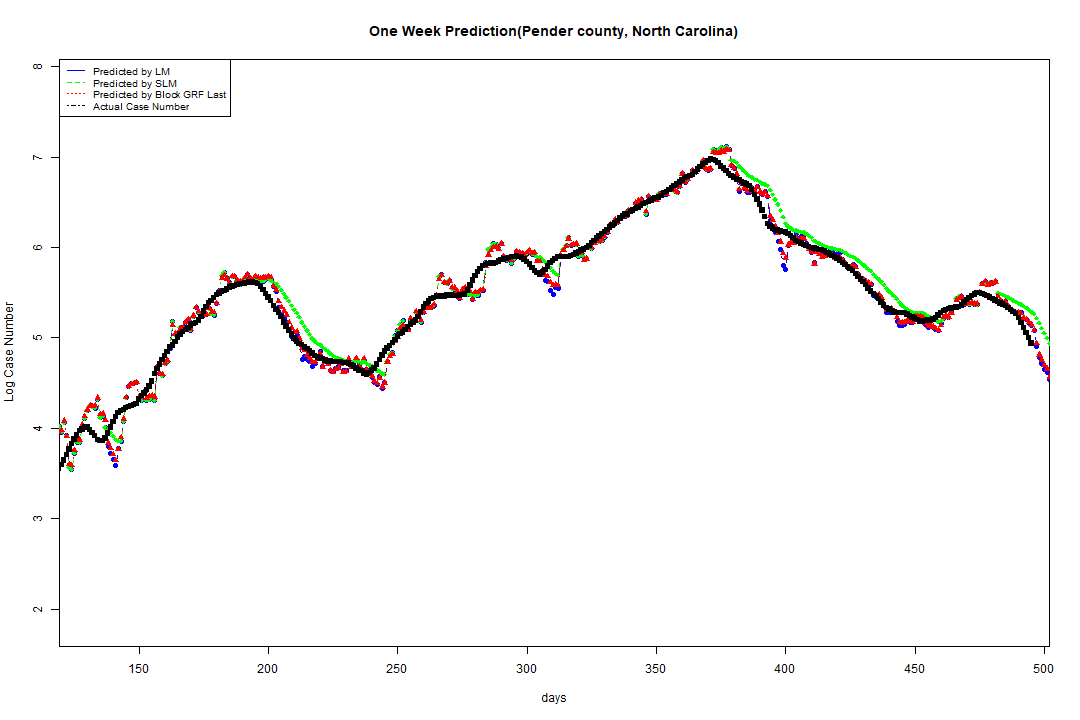 One Week Prediction(Pender county, North Carolina)
Predicted by LM
Predicted by SLM
Predicted by Block GRF Last
Actual Case Number
8
7
6
5
4
3
2
Log Case Number
150 200 250 300 350 400 450 500
days